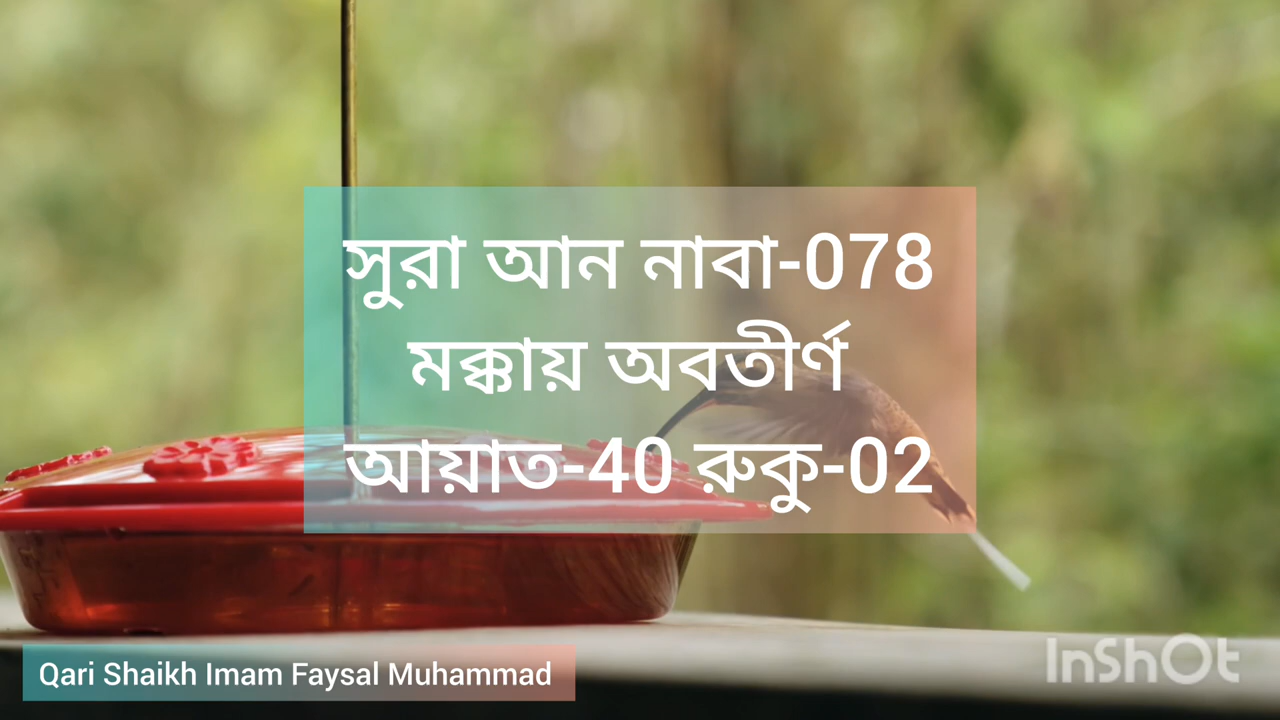 সুরা আন নাবা-078
মক্কায় অবতীর্ণ
আয়াত-40 রুকু-02
Qari Shaikh Imam Faysal Muhammad
InShOt